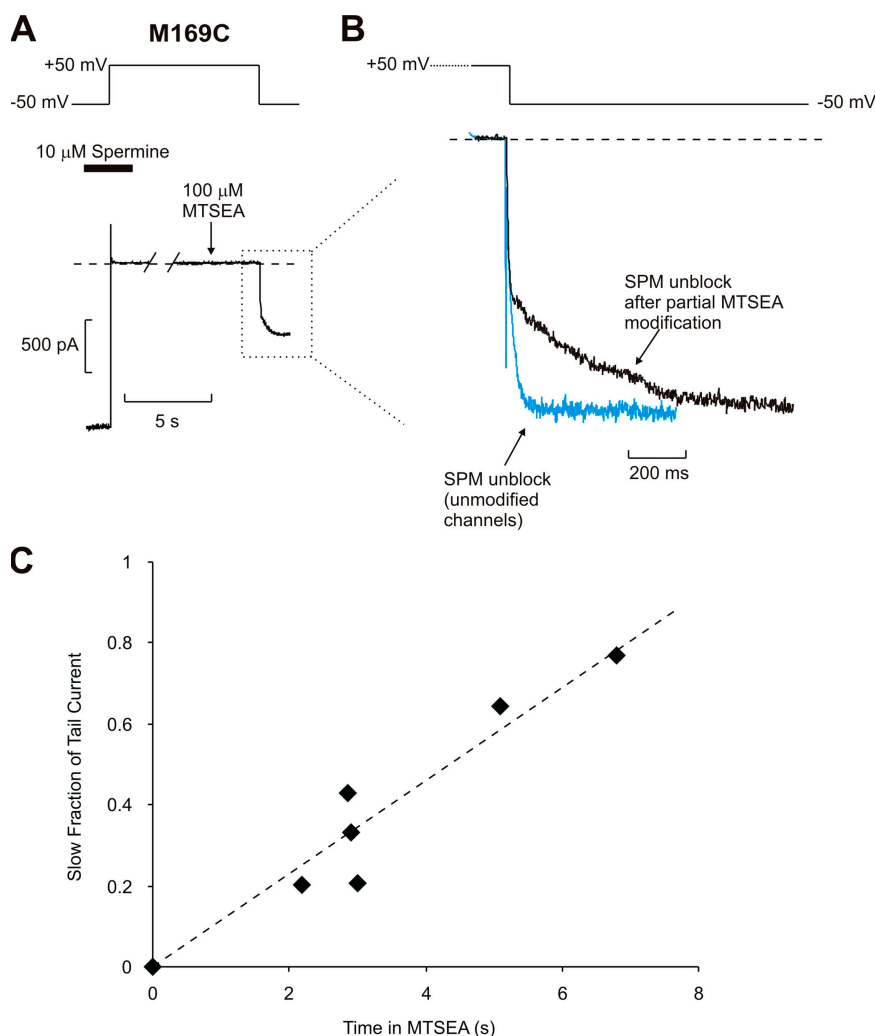 A
M169C
+50 mV
-50 mV
10 μM Spermine
100 μM
MTSEA
500 pA
5 s
B
+50 mV
-50 mV
SPM unblock
after partial MTSEA
modification
SPM unblock
(unmodified
channels)
200 ms
C
Slow Fraction of Tail Current
1
0.8
0.6
0.4
0.2
0
0
2
4
6
8
Time in MTSEA (s)